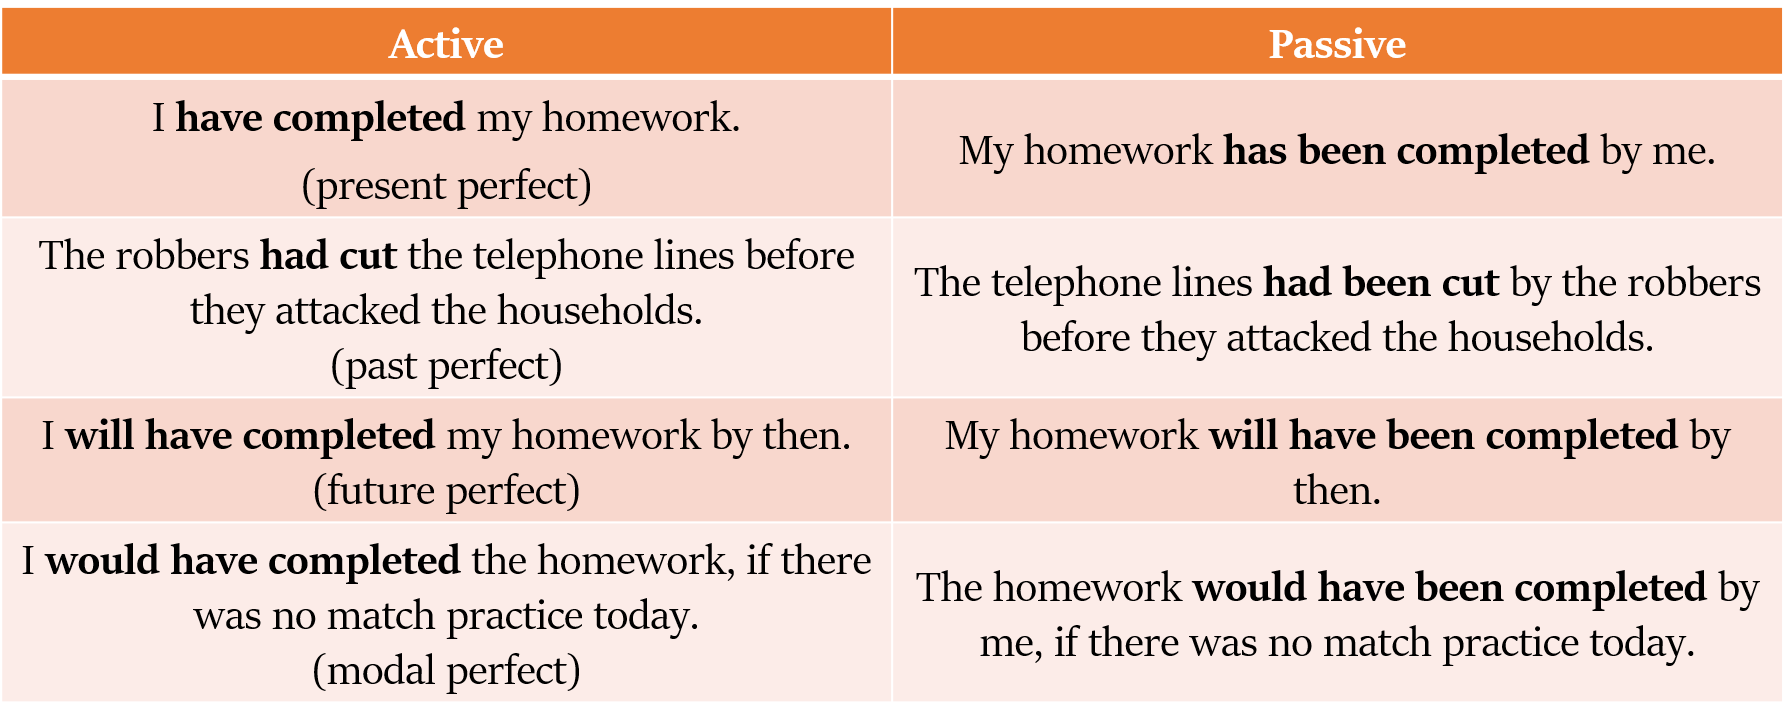 Active
Passive
I have completed my homework.
(present perfect)
My homework has been completed by me.
The robbers had cut the telephone lines before
they attacked the households.
(past perfect)
The telephone lines had been cut by the robbers
before they attacked the households.
I will have completed my homework by then.
(future perfect)
My homework will have been completed by
then.
I would have completed the homework, if there
was no match practice today.
(modal perfect)
The homework would have been completed by
me, if there was no match practice today.